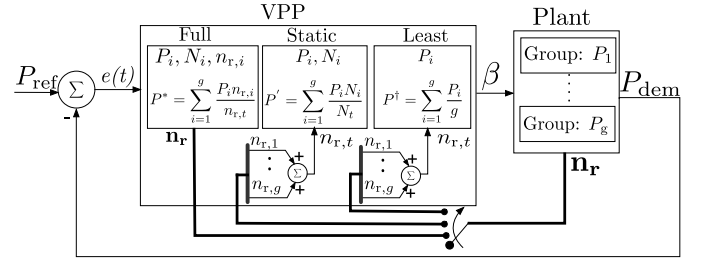 VPP
Plant
Full Static Least
P_i, N_i, n_{r,i} P_i, N_i P_i
P^* = \sum_{i=1}^{g} \frac{P_i n_{r,i}}{n_{r,t}} P^{'} = \sum_{i=1}^{g} \frac{P_i N_i}{N_t} P^† = \sum_{i=1}^{g} \frac{P_i}{g}
P_ref Σ e(t) β P_dem
-
Group: P_1
⋮
Group: P_g
n_r n_{r,t} n_{r,t} n_r
n_{r,1} + n_{r,1} +
⋮ Σ ⋮ Σ
n_{r,g} + n_{r,g} +